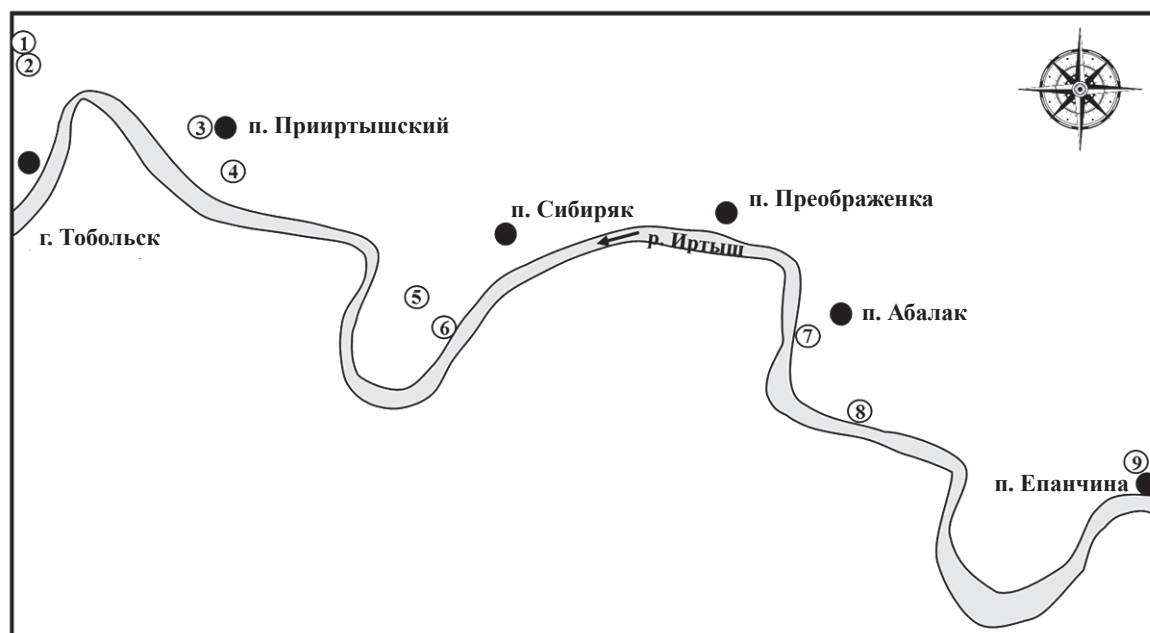 1
2
3 п. Прииртышский
4
п. Преображенка
п. Сибиряк
г. Тобольск
р. Иртыш
5
6
п. Абалак
7
8
9
п. Епанчина